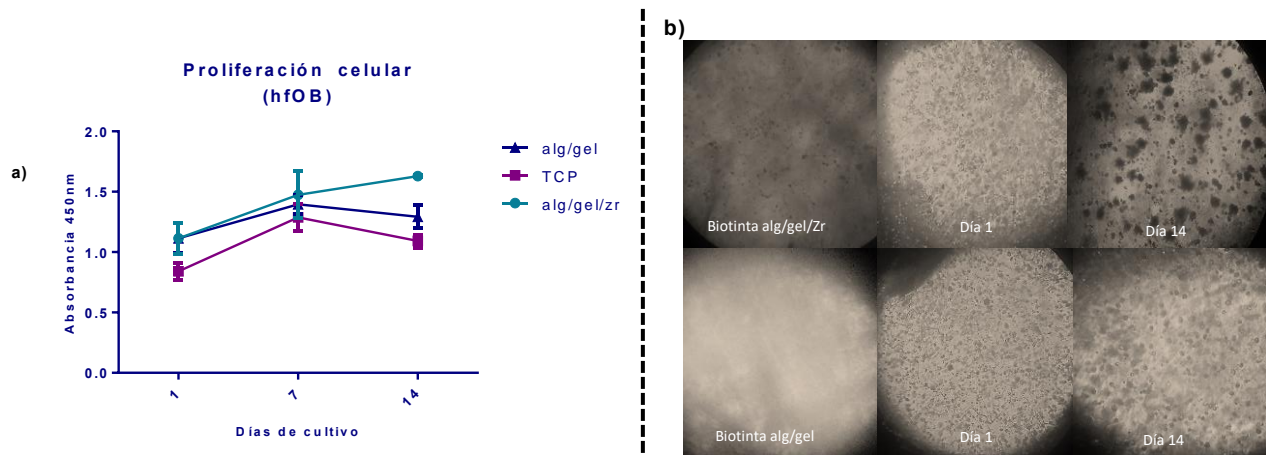 a)
Proliferación celular
(hfOB)
Absorbancia 450nm
2.0
1.5
1.0
0.5
0.0
1
7
14
Días de cultivo
alg/gel
TCP
alg/gel/zr
b)
Biotinta alg/gel/Zr
Día 1
Día 14
Biotinta alg/gel
Día 1
Día 14